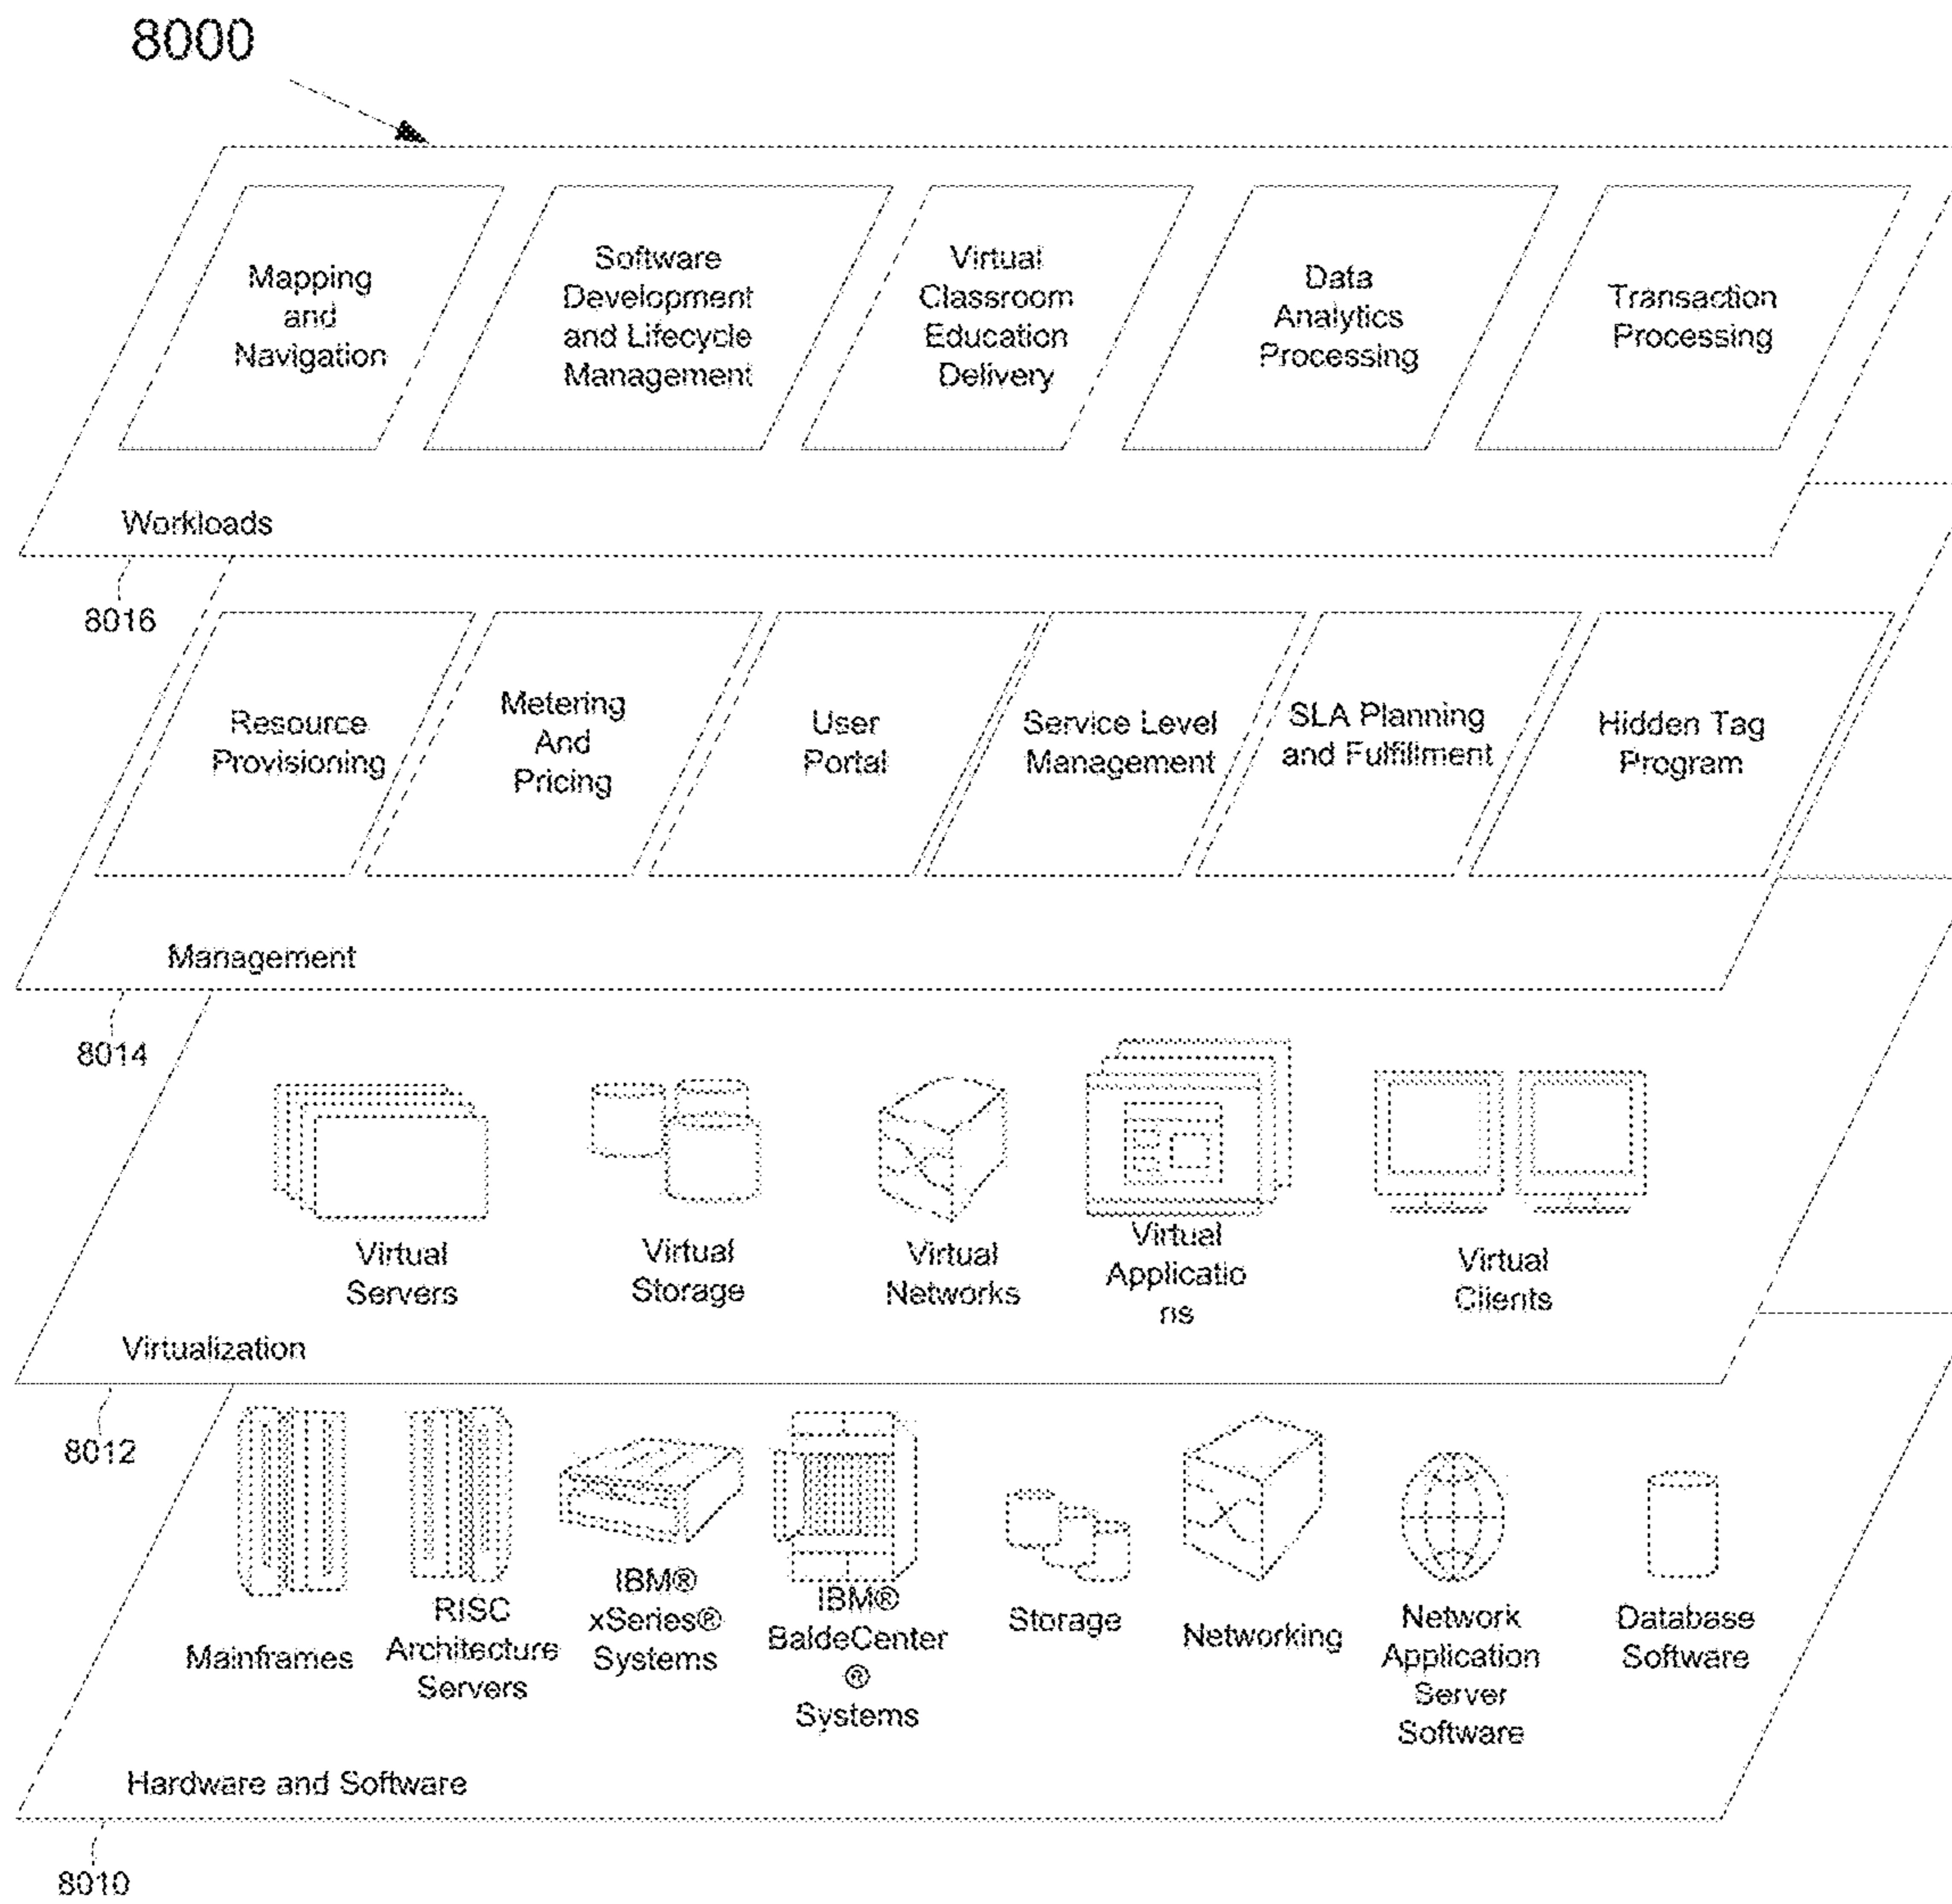 8000
Mapping
and
Navigation
Software
Development
and Lifecycle
Management
Virtual
Classroom
Education
Delivery
Data
Analytics
Processing
Transaction
Processing
Workloads
8016
Resource
Provisioning
Metering
And
Pricing
User
Portal
Service Level
Management
SLA Planning
and Fulfillment
Hidden Tag
Program
Management
8014
Virtual
Servers
Virtual
Storage
Virtual
Networks
Virtual
Applicatio
ns
Virtual
Clients
Virtualization
8012
Mainframes
RISC
Architecture
Servers
IBM®
xSeries®
Systems
IBM®
BaldeCenter
®
Systems
Storage
Networking
Network
Application
Server
Software
Database
Software
Hardware and Software
8010